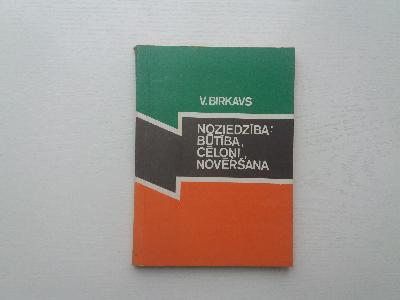 V. BIRKAVS
NOZIEDZĪBA:
BŪTĪBA,
CĒLOŅI,
NOVĒRŠANA